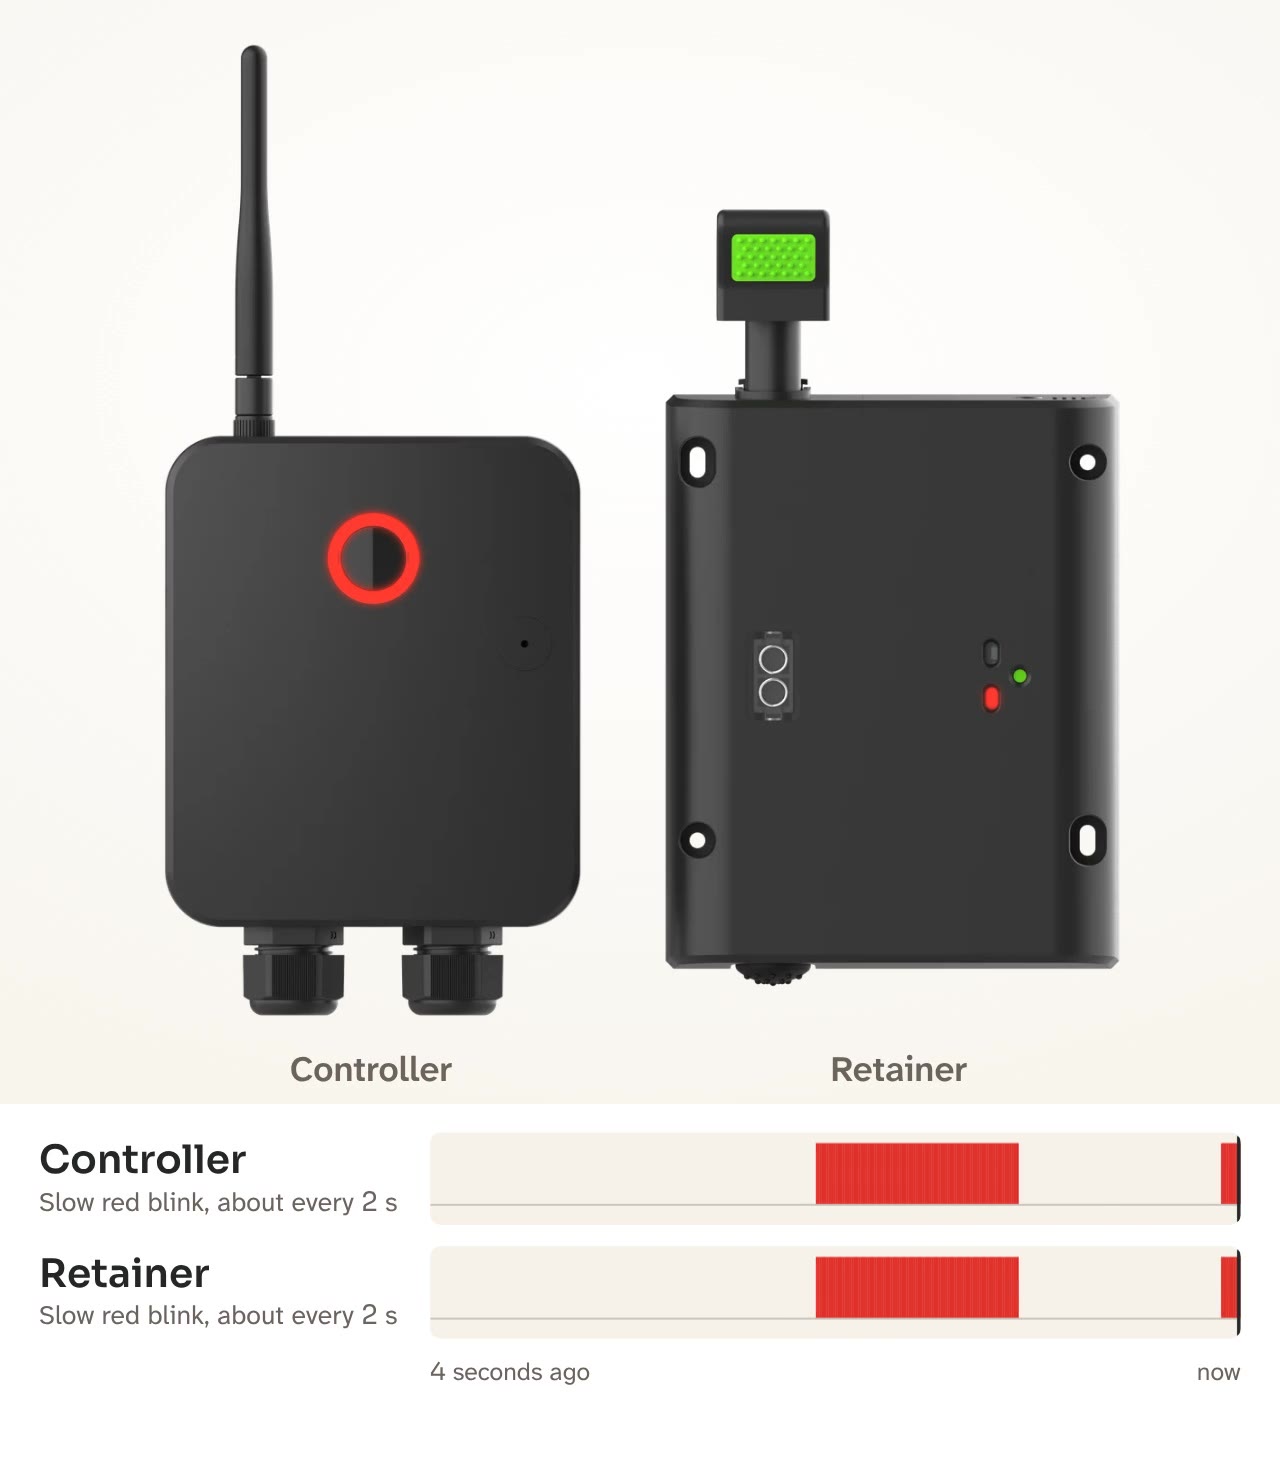 Controller
Retainer
Controller
Slow red blink, about every 2 s
Retainer
Slow red blink, about every 2 s
4 seconds ago
now